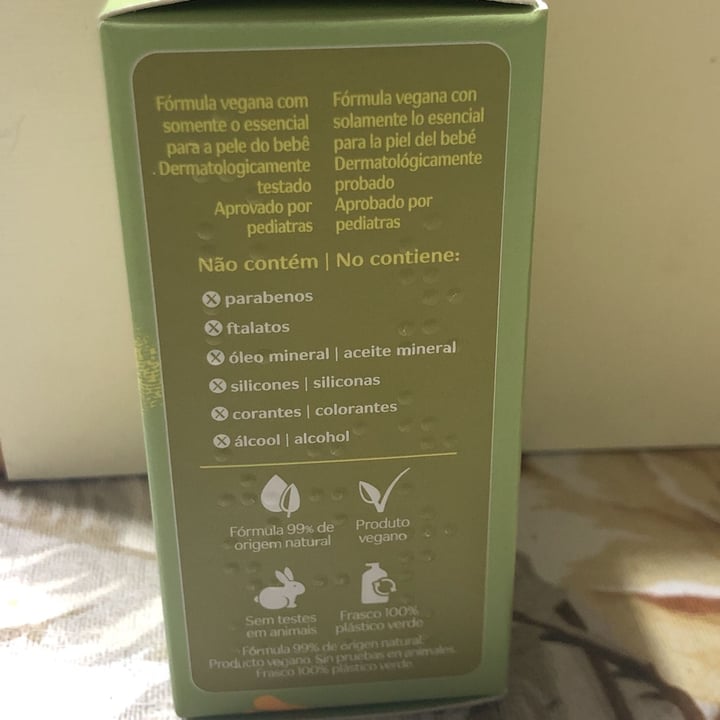 Fórmula vegana com
somente o essencial
para a pele do bebê
Dermatologicamente
testado
Aprovado por
pediatras
Fórmula vegana con
solamente lo esencial
para la piel del bebé
Dermatológicamente
probado
Aprobado por
pediatras
Não contém | No contiene:
parabenos
ftalatos
óleo mineral | aceite mineral
silicones | siliconas
corantes | colorantes
álcool | alcohol
Fórmula 99% de
origem natural
Produto
vegano
Sem testes
em animais
Frasco 100%
plástico verde
Fórmula 99% de origen natural.
Producto vegano. Sin pruebas en animales.
Frasco 100% plástico verde.